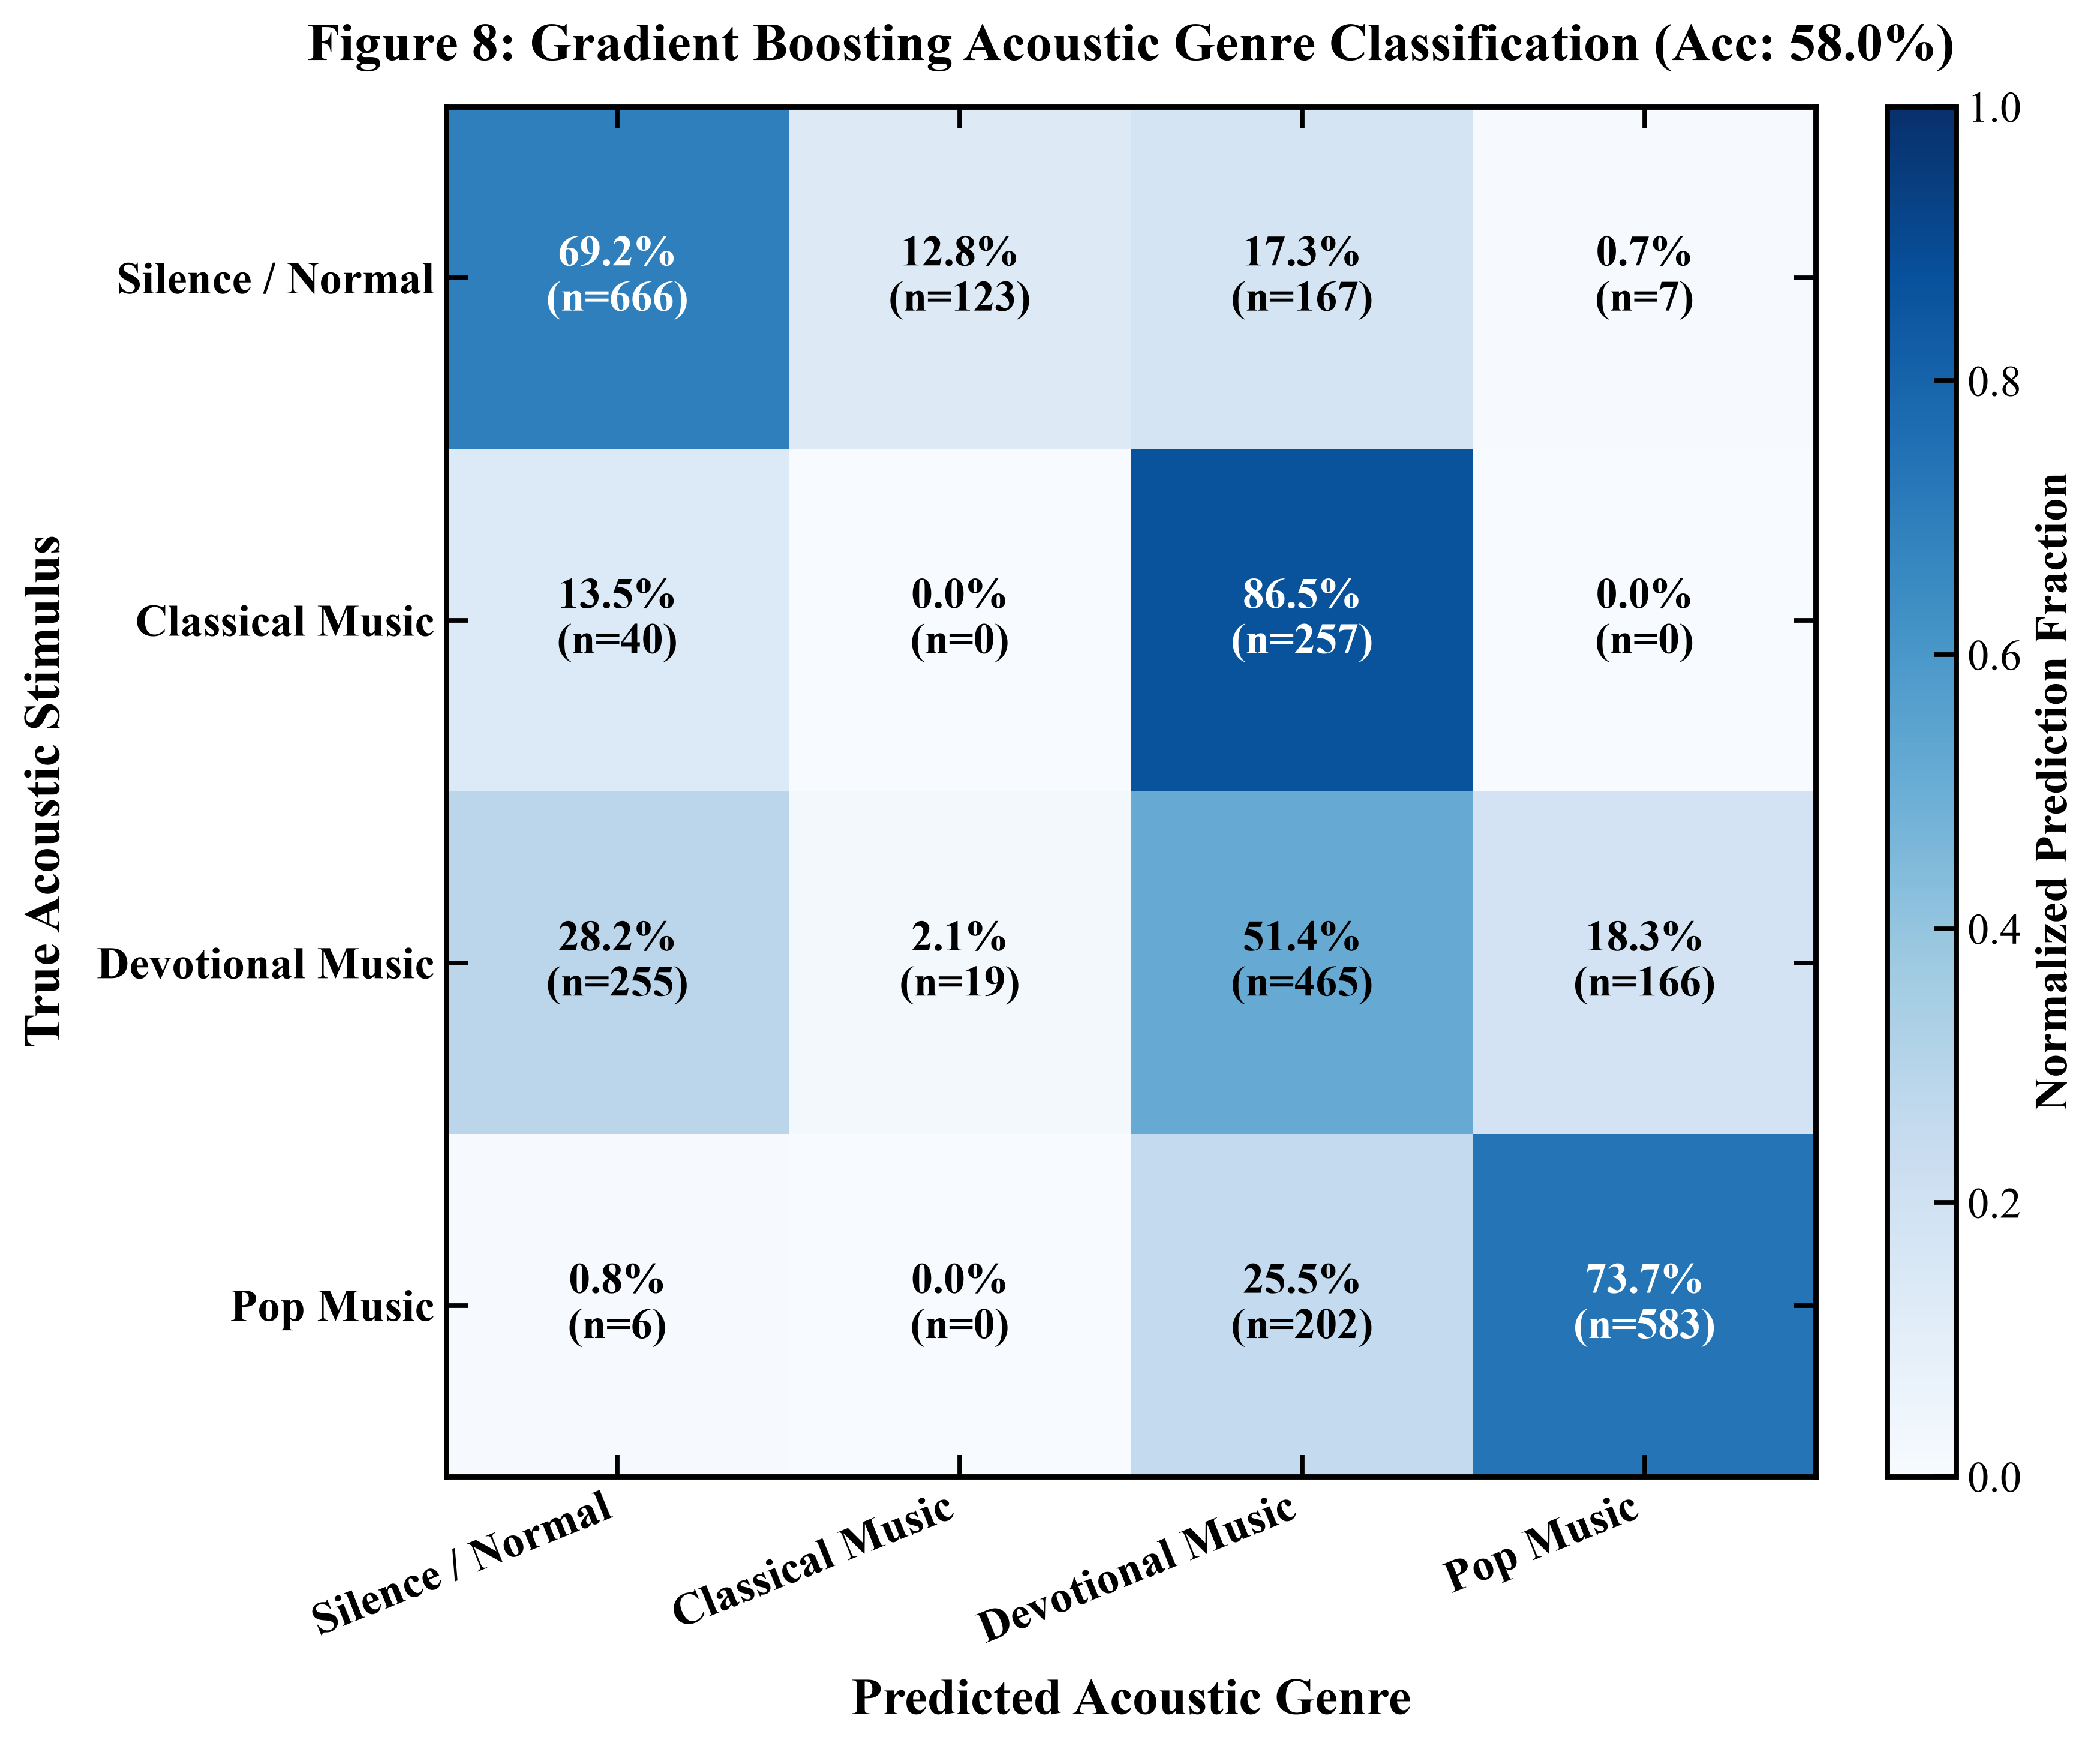 Figure 8: Gradient Boosting Acoustic Genre Classification (Acc: 58.0%)
True Acoustic Stimulus
Silence / Normal
69.2%
(n=666)
12.8%
(n=123)
17.3%
(n=167)
0.7%
(n=7)
Classical Music
13.5%
(n=40)
0.0%
(n=0)
86.5%
(n=257)
0.0%
(n=0)
Devotional Music
28.2%
(n=255)
2.1%
(n=19)
51.4%
(n=465)
18.3%
(n=166)
Pop Music
0.8%
(n=6)
0.0%
(n=0)
25.5%
(n=202)
73.7%
(n=583)
Silence / Normal
Classical Music
Devotional Music
Pop Music
Predicted Acoustic Genre
1.0
0.8
0.6
0.4
0.2
0.0
Normalized Prediction Fraction